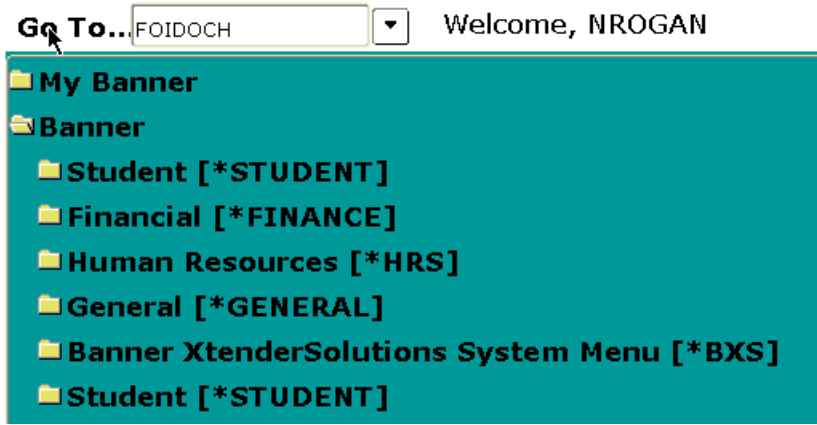 Go To... FOIDOCH Welcome, NROGAN
My Banner
Banner
Student [*STUDENT]
Financial [*FINANCE]
Human Resources [*HRS]
General [*GENERAL]
Banner XtenderSolutions System Menu [*BXS]
Student [*STUDENT]